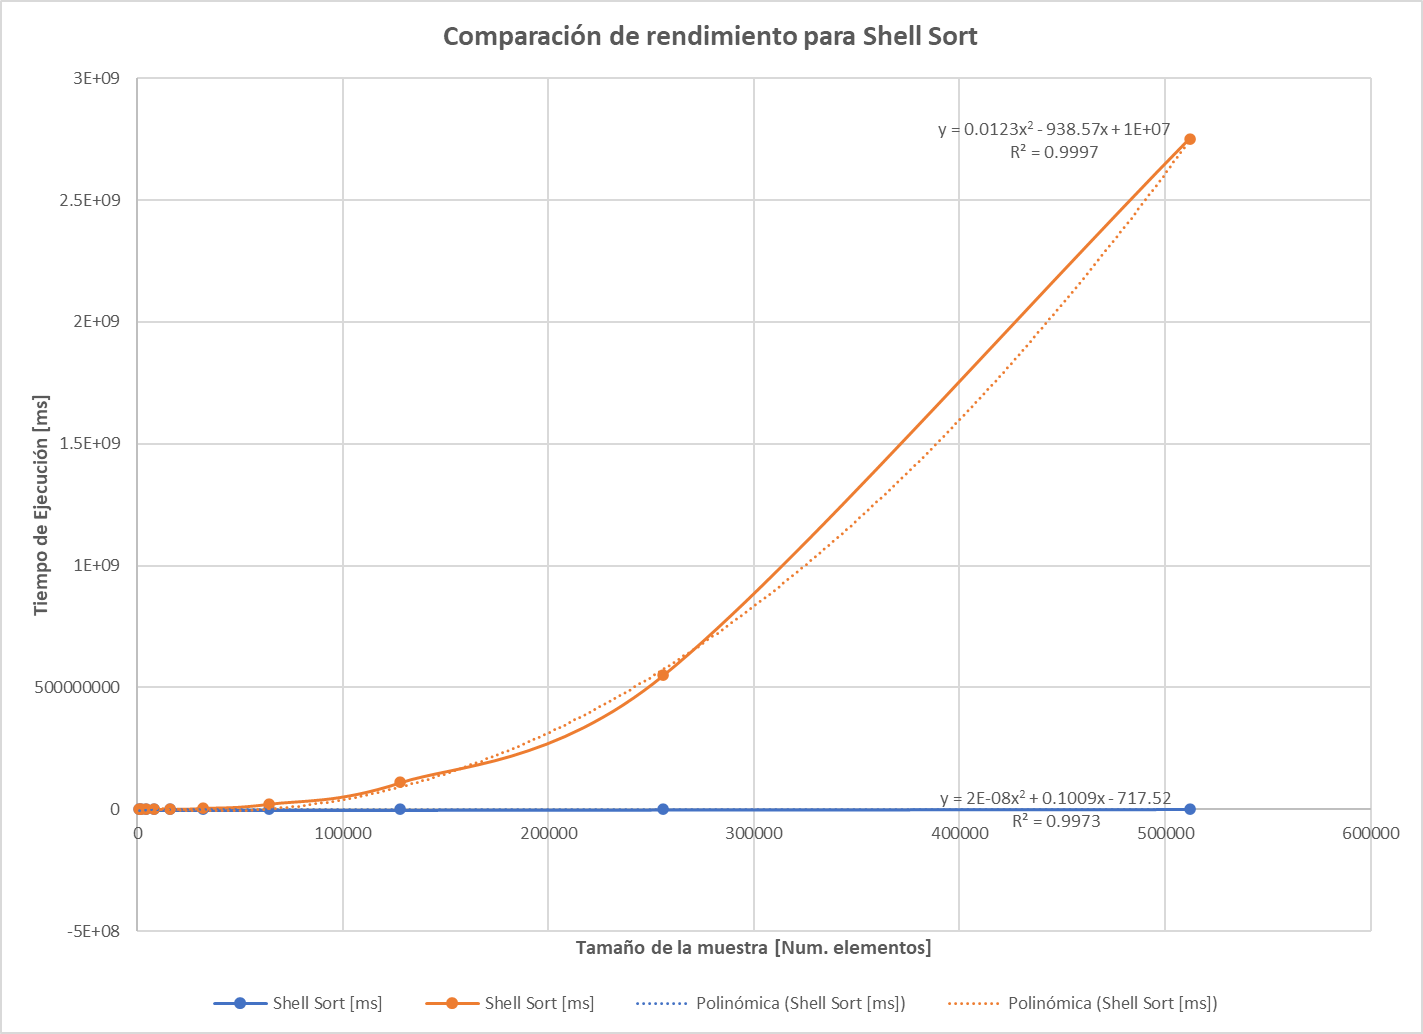 Comparación de rendimiento para Shell Sort
3E+09
y = 0.0123x² - 938.57x + 1E+07
R² = 0.9997
2.5E+09
2E+09
1.5E+09
Tiempo de Ejecución [ms]
1E+09
500000000
0
y = 2E-08x² + 0.1009x - 717.52
R² = 0.9973
0 100000 200000 300000 400000 500000 600000
-5E+08
Tamaño de la muestra [Num. elementos]
Shell Sort [ms] Shell Sort [ms] Polinómica (Shell Sort [ms]) Polinómica (Shell Sort [ms])